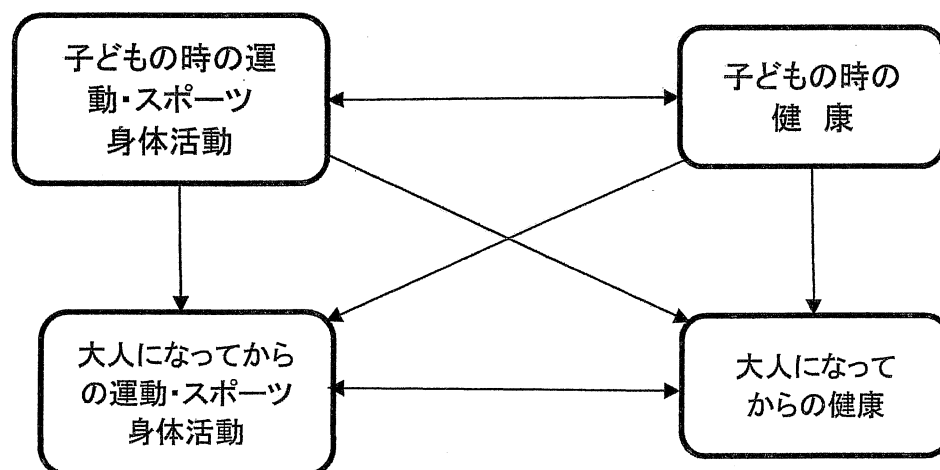 子どもの時の運
動・スポーツ
身体活動
子どもの時の
健 康
大人になってから
の運動・スポーツ
身体活動
大人になって
からの健康